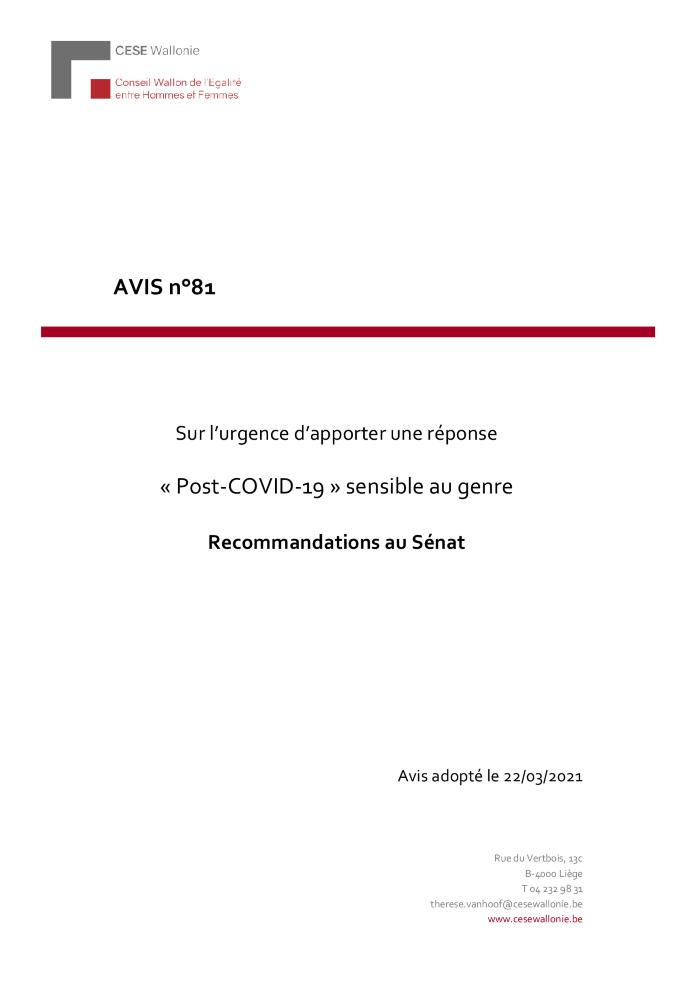 CESE Wallonie
Conseil Wallon de l'Egalité
entre Hommes et Femmes
AVIS n°81
Sur l’urgence d’apporter une réponse
« Post-COVID-19 » sensible au genre
Recommandations au Sénat
Avis adopté le 22/03/2021
Rue du Vertbois, 13c
B-4000 Liège
T 04 232 98 31
therese.vanhoof@cesewallonie.be
www.cesewallonie.be